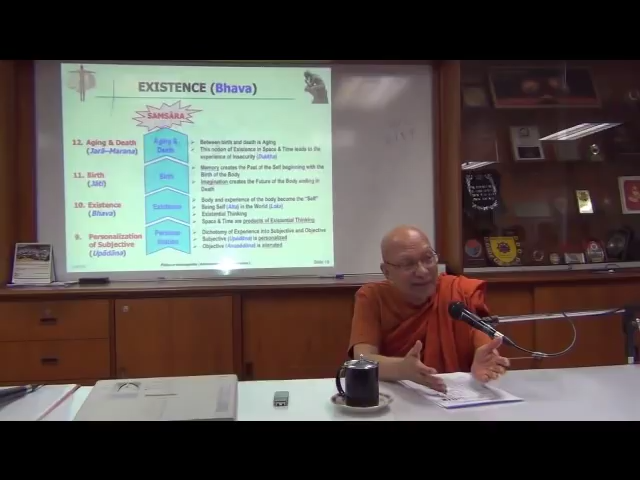 EXISTENCE (Bhava)
SAMSĀRA
12. Aging & Death
(Jarā–Marana)
Aging &
Death
Between birth and death is Aging
This notion of Existence in Space & Time leads to the
experience of Insecurity
11. Birth
(Jāti)
Birth
Memory creates the Past of the Self beginning with the
Birth of the Body
Imagination creates the Future of the Body ending in
Death
10. Existence
(Bhava)
Existence
Body and experience of the body become the "Self"
Being Self (Atta) in the World (Loka)
Existential Thinking
Space & Time are products of Existential Thinking
9. Personalization
of Subjective
(Upādāna)
Dichotomy of Experience into Subjective and Objective
Subjective (Upādāna) is personalized
Objective is alienated